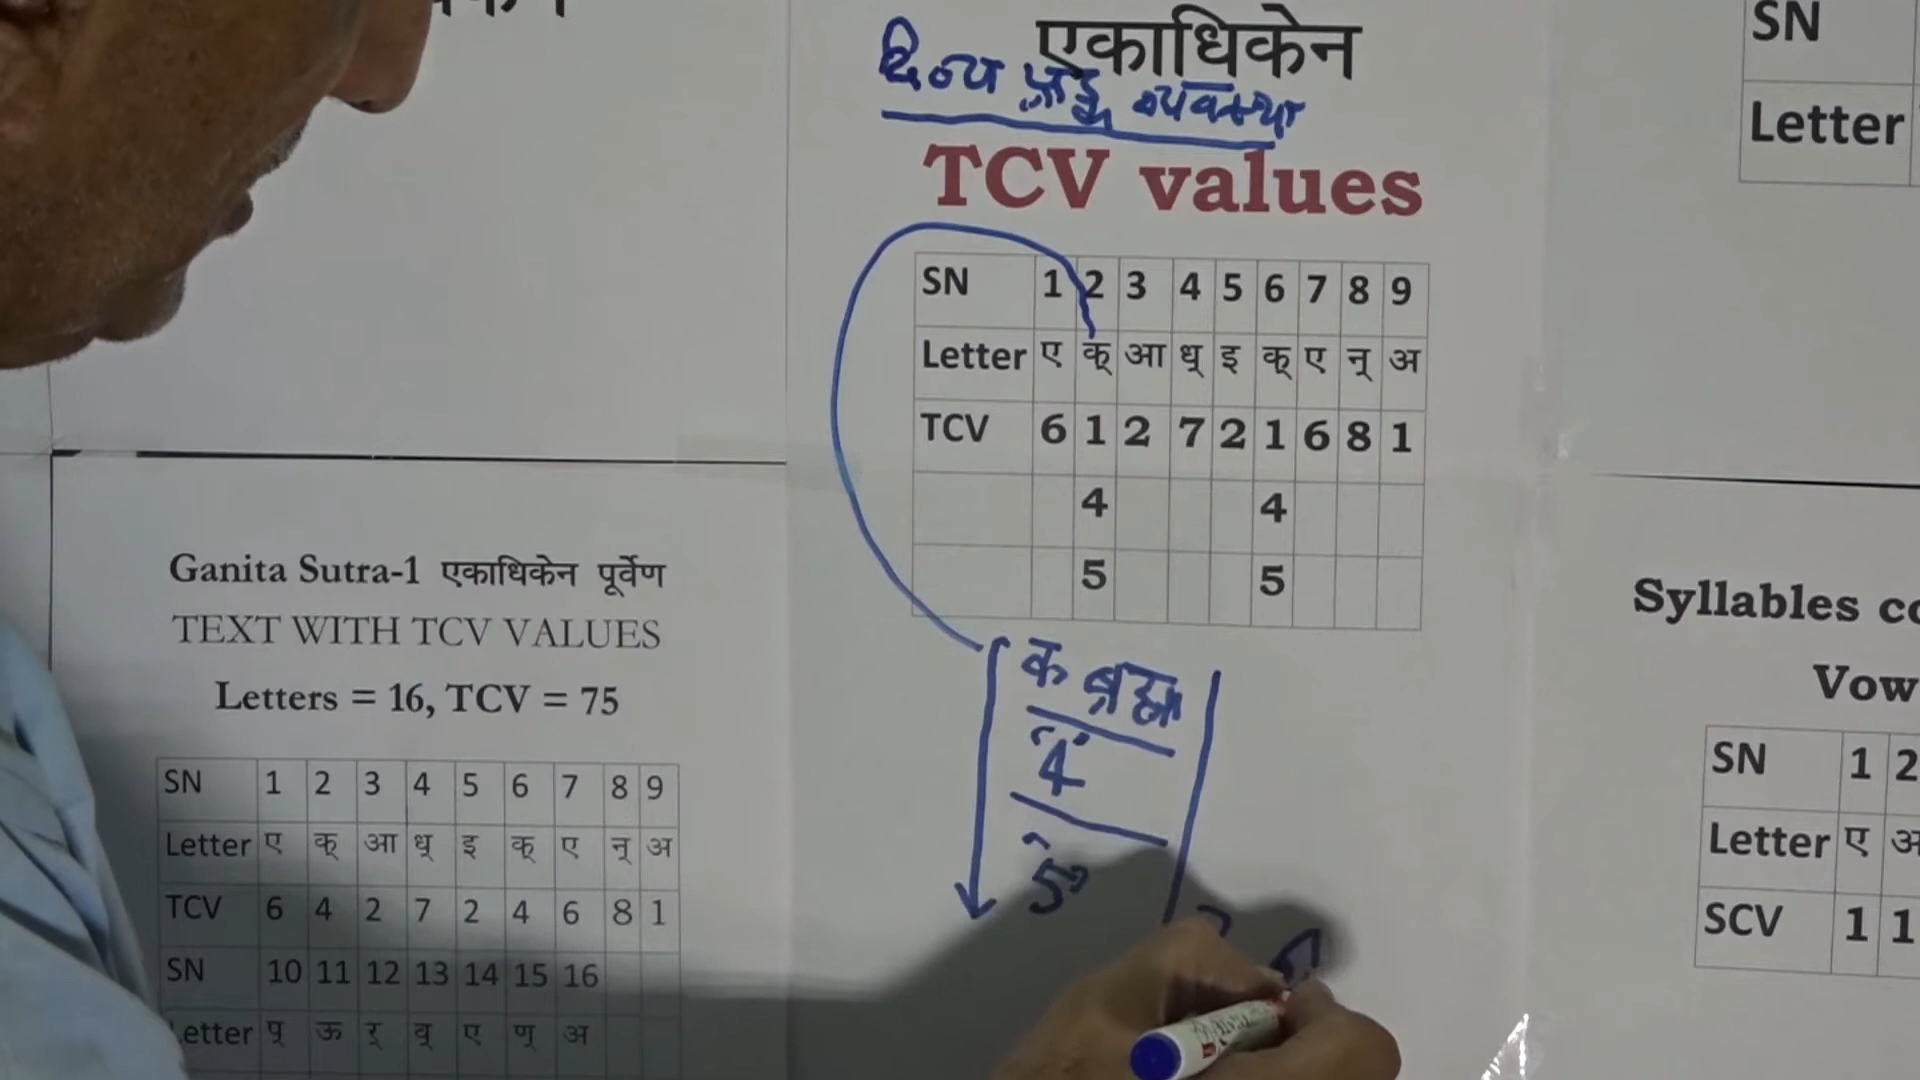 एकाधिकेन
दिव्य व्यवस्था
TCV values
SN 1 2 3 4 5 6 7 8 9
Letter ए क् आ ध् इ क् ए न् अ
TCV 6 1 2 7 2 1 6 8 1
4 4
5 5
क ब्रह्म
4
5
Ganita Sutra-1 एकाधिकेन पूर्वेण
TEXT WITH TCV VALUES
Letters = 16, TCV = 75
SN 1 2 3 4 5 6 7 8 9
Letter ए क् आ ध् इ क् ए न् अ
TCV 6 4 2 7 2 4 6 8 1
SN 10 11 12 13 14 15 16
etter प् ऊ र् व् ए ण् अ
SN
Letter
Syllables co
Vow
SN 1 2
Letter ए अ
SCV 1 1